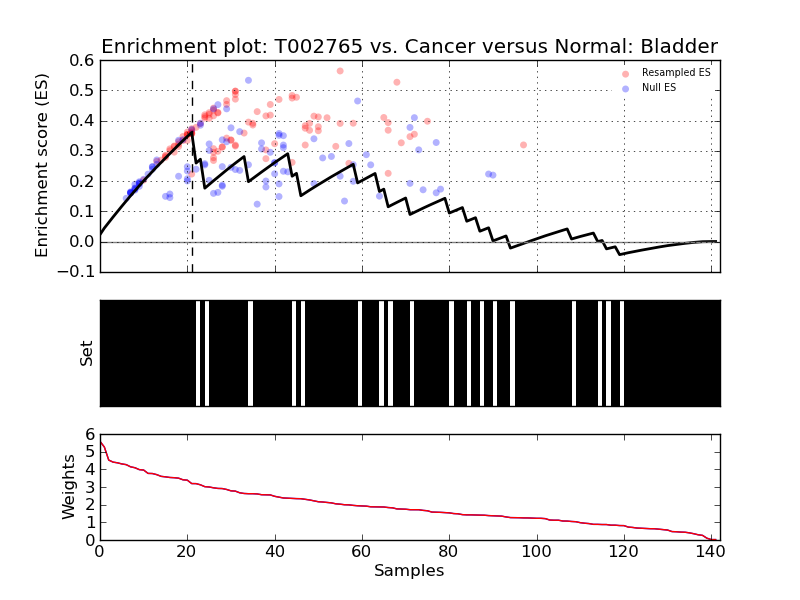 Enrichment plot: T002765 vs. Cancer versus Normal: Bladder
Enrichment score (ES)
0.6
0.5
0.4
0.3
0.2
0.1
0.0
−0.1
Resampled ES
Null ES
Set
Weights
6
5
4
3
2
1
0
0 20 40 60 80 100 120 140
Samples